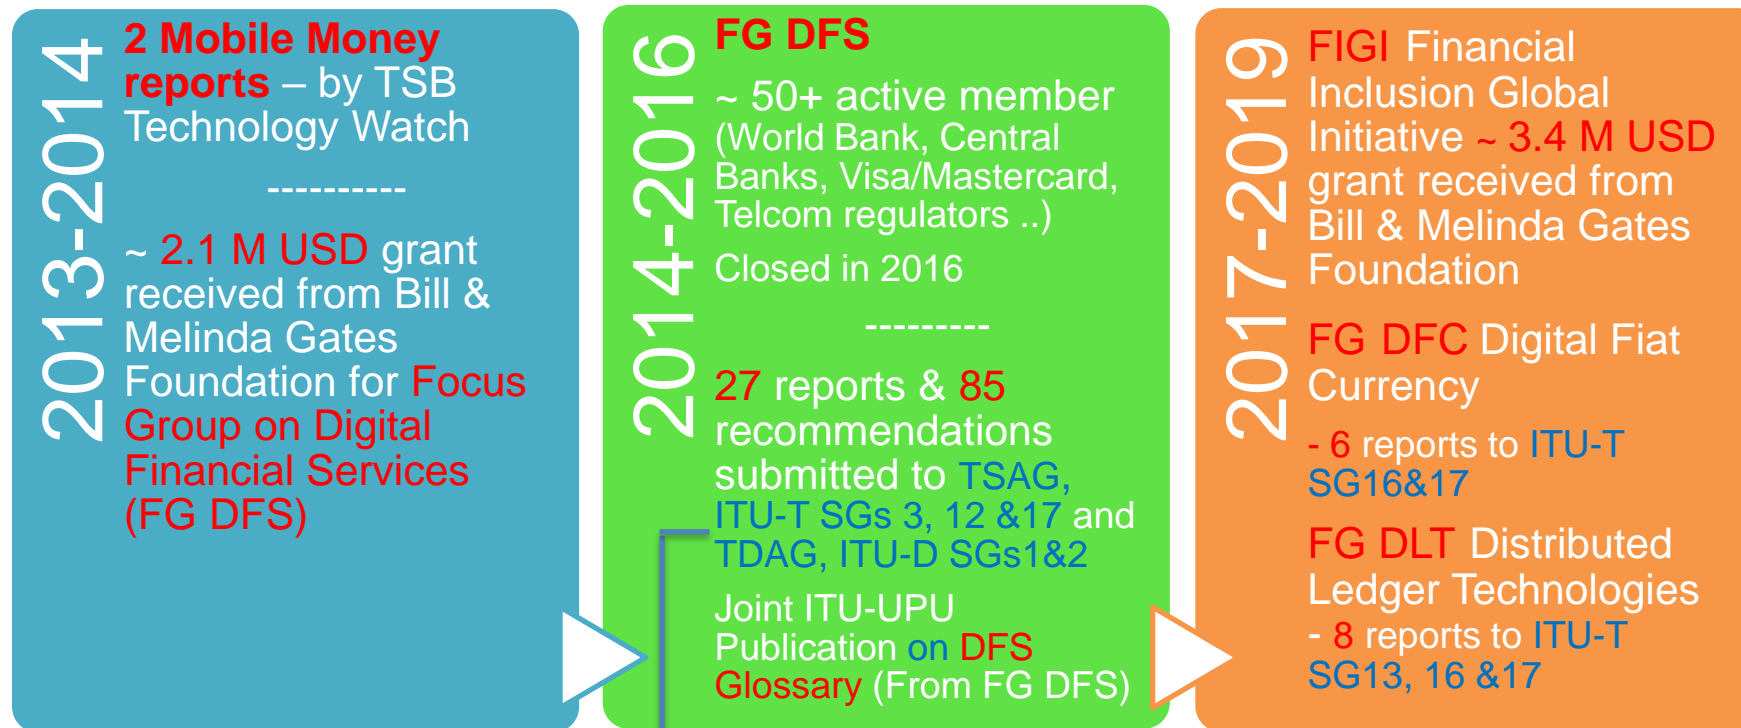 2013-2014
2 Mobile Money
reports – by TSB
Technology Watch
----------
~ 2.1 M USD grant
received from Bill &
Melinda Gates
Foundation for Focus
Group on Digital
Financial Services
(FG DFS)
2014-2016
FG DFS
~ 50+ active member
(World Bank, Central
Banks, Visa/Mastercard,
Telcom regulators ..)
Closed in 2016
---------
27 reports & 85
recommendations
submitted to TSAG,
ITU-T SGs 3, 12 &17 and
TDAG, ITU-D SGs1&2
Joint ITU-UPU
Publication on DFS
Glossary (From FG DFS)
2017-2019
FIGI Financial
Inclusion Global
Initiative ~ 3.4 M USD
grant received from
Bill & Melinda Gates
Foundation
FG DFC Digital Fiat
Currency
- 6 reports to ITU-T
SG16&17
FG DLT Distributed
Ledger Technologies
- 8 reports to ITU-T
SG13, 16 &17